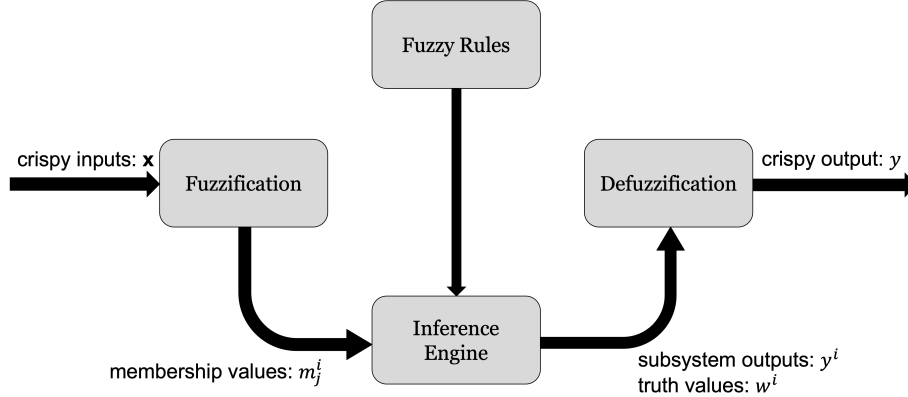 Fuzzy Rules
crispy inputs: x
Fuzzification
Defuzzification
crispy output: y
Inference
Engine
membership values: m_j^i
subsystem outputs: y^i
truth values: w^i